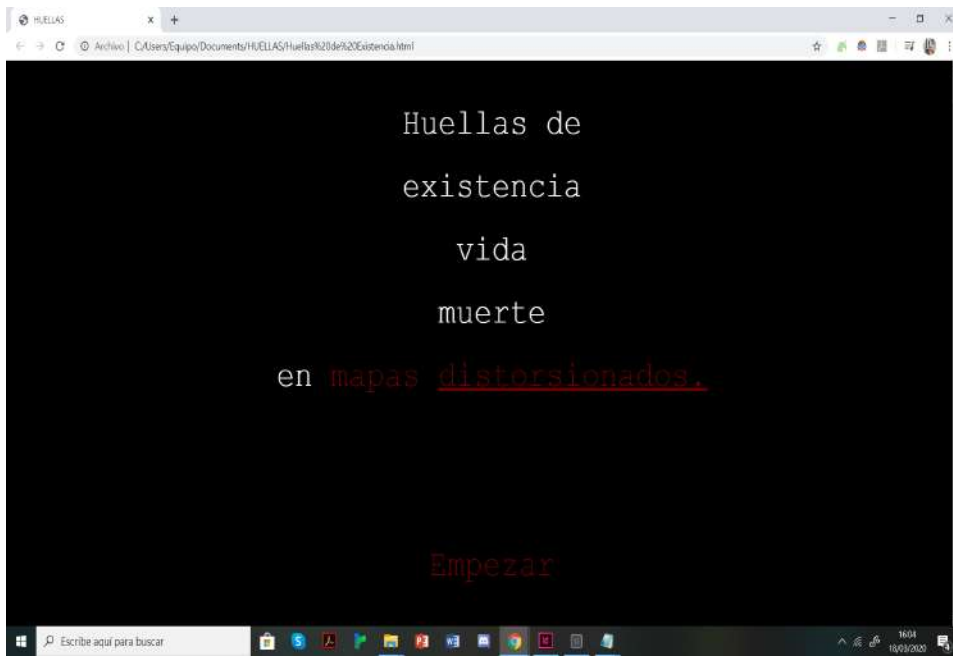 HUELLAS
Archivo | C:/Users/Equipo/Documents/HUELLAS/Huellas%20de%20Existencia.html
Huellas de
existencia
vida
muerte
en mapas distorsionados.
Empezar
Escribe aquí para buscar
16:04
18/03/2020